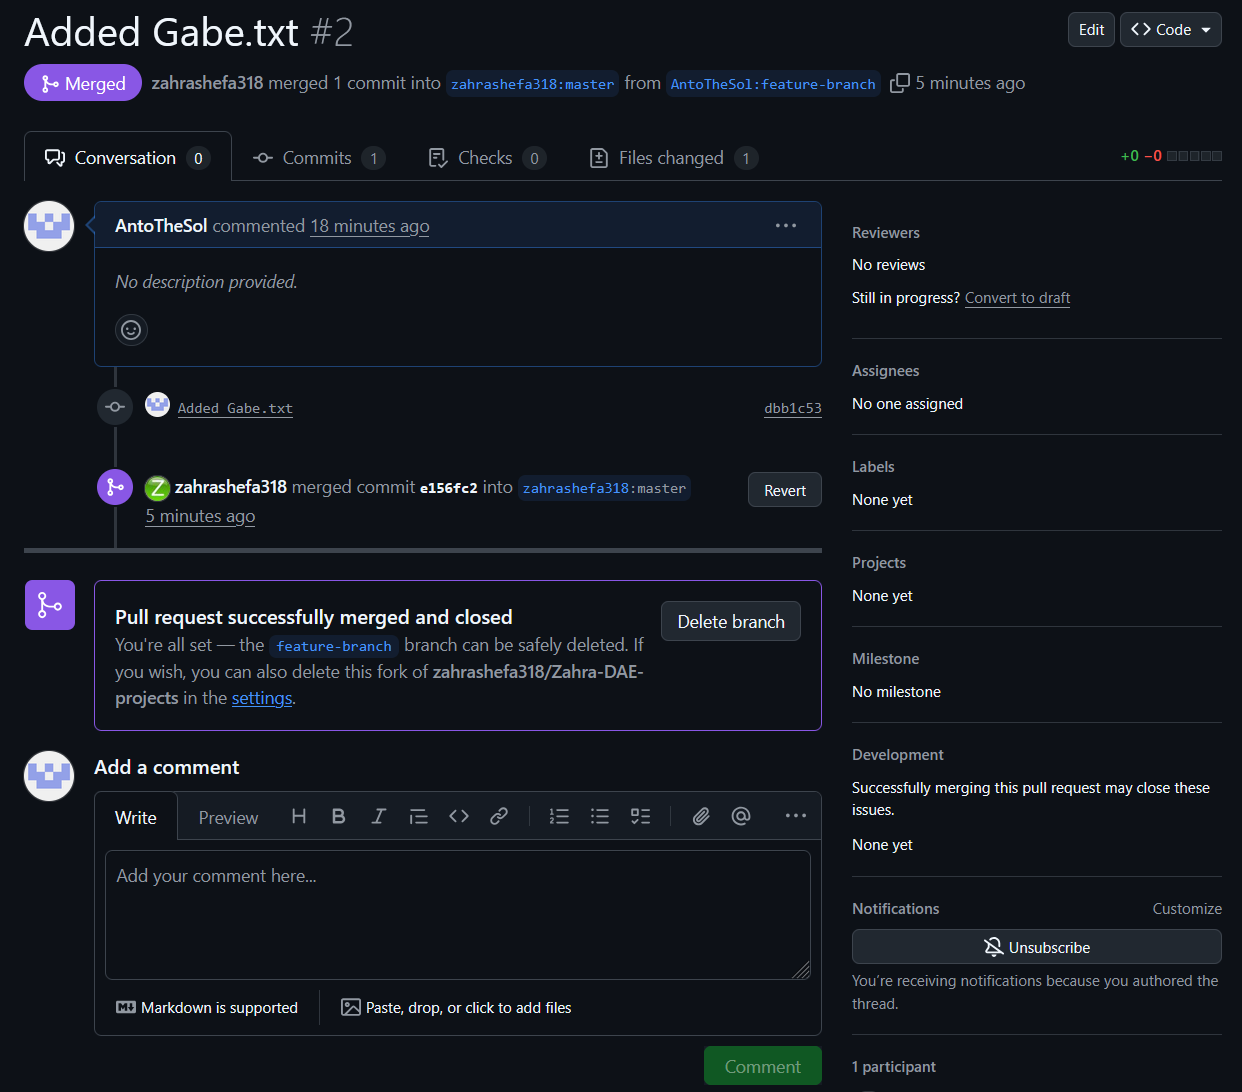 Added Gabe.txt #2
Edit
Code
Merged
zahrashefa318 merged 1 commit into zahrashefa318:master from AntoTheSol:feature-branch 5 minutes ago
Conversation 0
Commits 1
Checks 0
Files changed 1
+0 −0
AntoTheSol commented 18 minutes ago
No description provided.
Added Gabe.txt
dbb1c53
Z
zahrashefa318 merged commit e156fc2 into zahrashefa318:master
5 minutes ago
Revert
Pull request successfully merged and closed
You're all set — the feature-branch branch can be safely deleted. If
you wish, you can also delete this fork of zahrashefa318/Zahra-DAE-
projects in the settings.
Delete branch
Add a comment
Write
Preview
Add your comment here...
Markdown is supported
Paste, drop, or click to add files
Comment
Reviewers
No reviews
Still in progress? Convert to draft
Assignees
No one assigned
Labels
None yet
Projects
None yet
Milestone
No milestone
Development
Successfully merging this pull request may close these
issues.
None yet
Notifications
Customize
Unsubscribe
You're receiving notifications because you authored the
thread.
1 participant